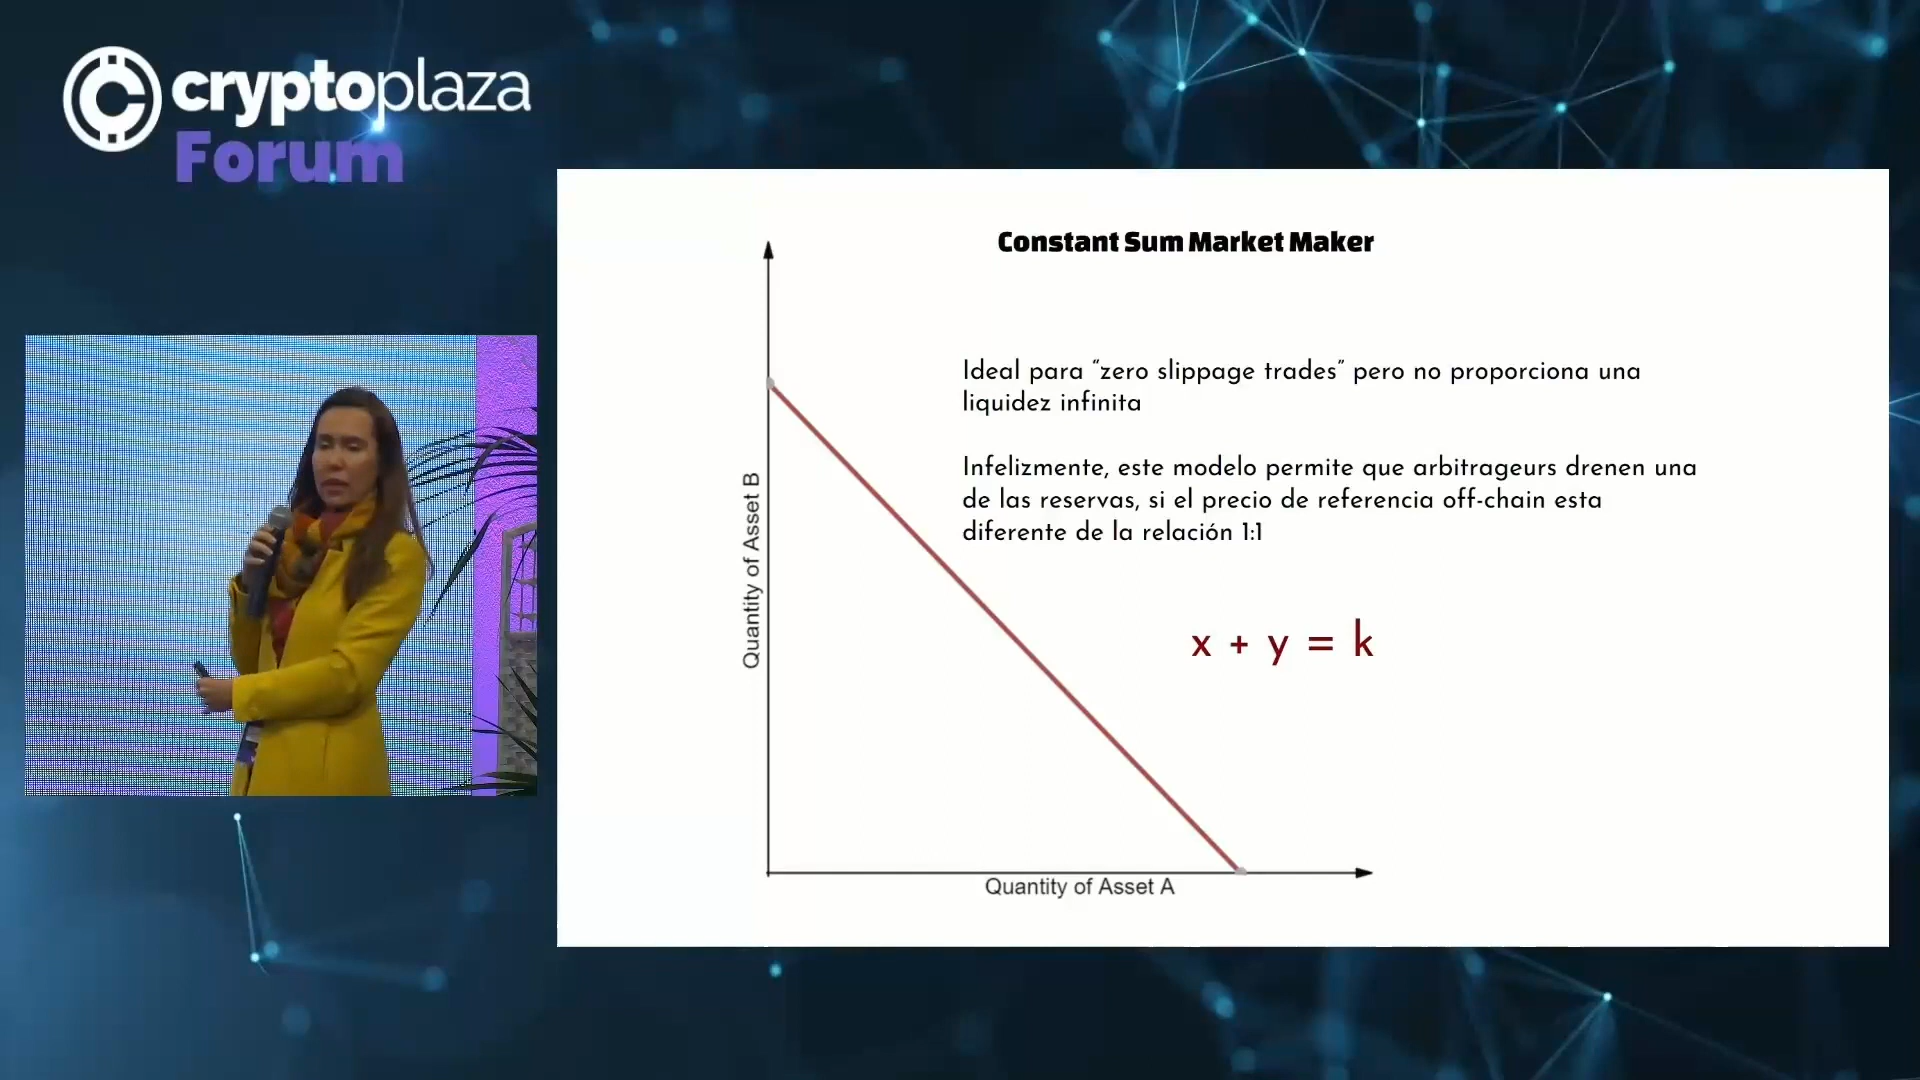 cryptoplaza
Forum
Constant Sum Market Maker
Ideal para “zero slippage trades” pero no proporciona una
liquidez infinita
Infelizmente, este modelo permite que arbitrageurs drenen una
de las reservas, si el precio de referencia off-chain esta
diferente de la relación 1:1
x + y = k
Quantity of Asset B
Quantity of Asset A